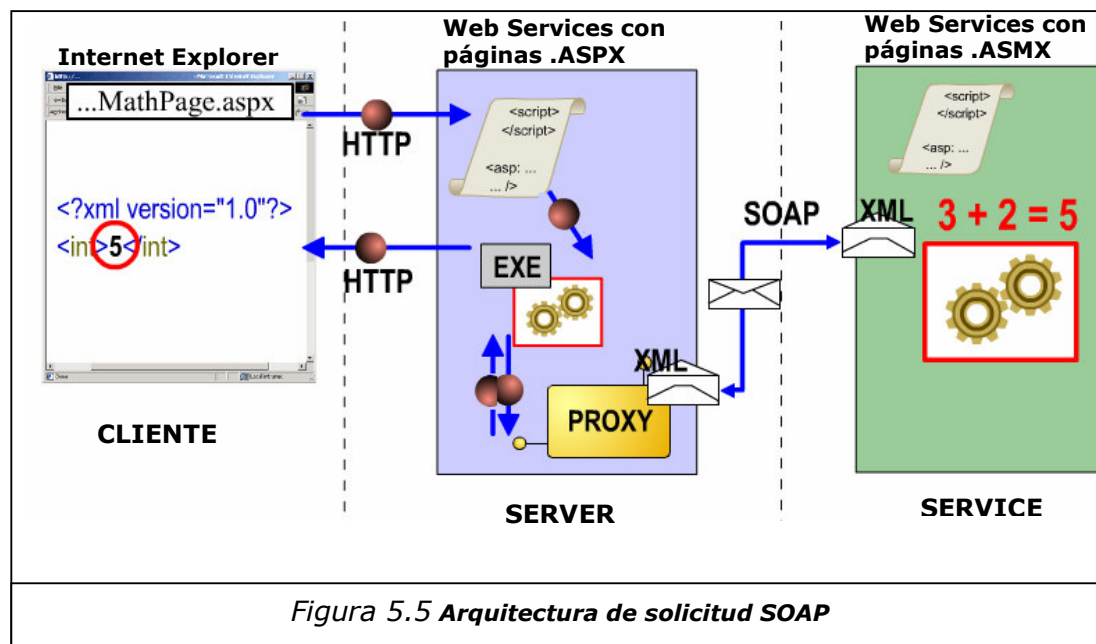 Internet Explorer
...MathPage.aspx
<?xml version="1.0"?>
<int>5</int>
CLIENTE
HTTP
HTTP
Web Services con
páginas .ASPX
<script>
</script>
<asp: ...
... />
EXE
XML
PROXY
SERVER
SOAP
Web Services con
páginas .ASMX
<script>
</script>
<asp: ...
... />
XML
3 + 2 = 5
SERVICE
Figura 5.5 Arquitectura de solicitud SOAP